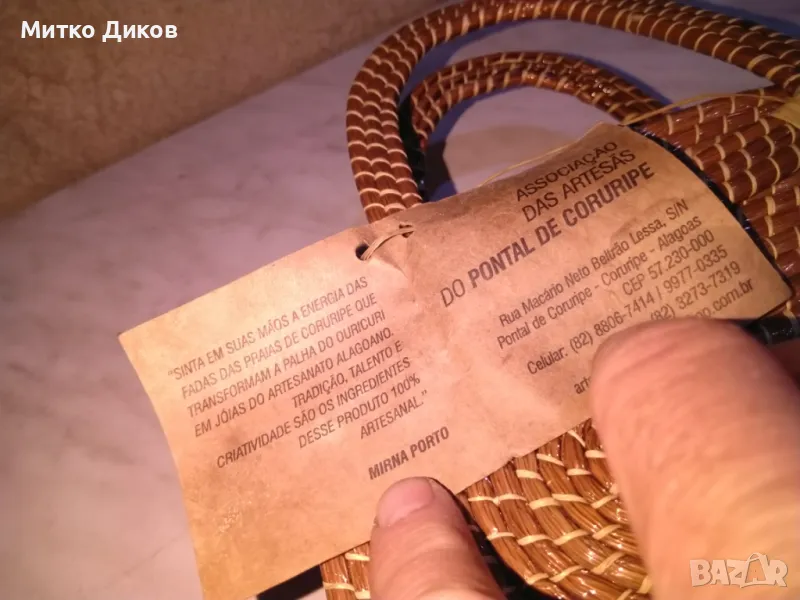 Митко Диков
"SINTA EM SUAS MÃOS A ENERGIA DAS
FADAS DAS PRAIAS DE CORURIPE QUE
TRANSFORMAM A PALHA DO OURICURI
EM JÓIAS DO ARTESANATO ALAGOANO.
TRADIÇÃO, TALENTO E
CRIATIVIDADE SÃO OS INGREDIENTES
DESSE PRODUTO 100%
ARTESANAL."
MIRNA PORTO
ASSOCIAÇÃO
DAS ARTESÃS
DO PONTAL DE CORURIPE
Rua Macário Neto Beltrão Lessa, S/N
Pontal de Coruripe - Coruripe - Alagoas
CEP 57.230-000
Celular: (82) 8806-7414 / 9977-0335
(82) 3273-7319
.com.br
BAZAR